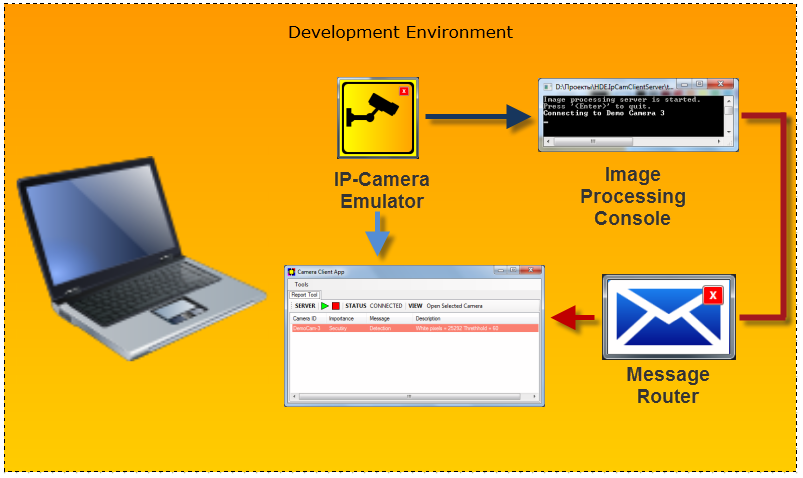 Development Environment
X
D:\Проекты\HDE.IpCamClientServer\t...
Image processing server is started.
Press '<Enter>' to quit.
Connecting to Demo Camera 3
IP-Camera
Emulator
Image
Processing
Console
Camera Client App
Tools
Report Tool
SERVER STATUS CONNECTED VIEW Open Selected Camera
Camera ID Importance Message Description
DemoCam-3 Security Detection White pixels = 25202 > 60
X
Message
Router